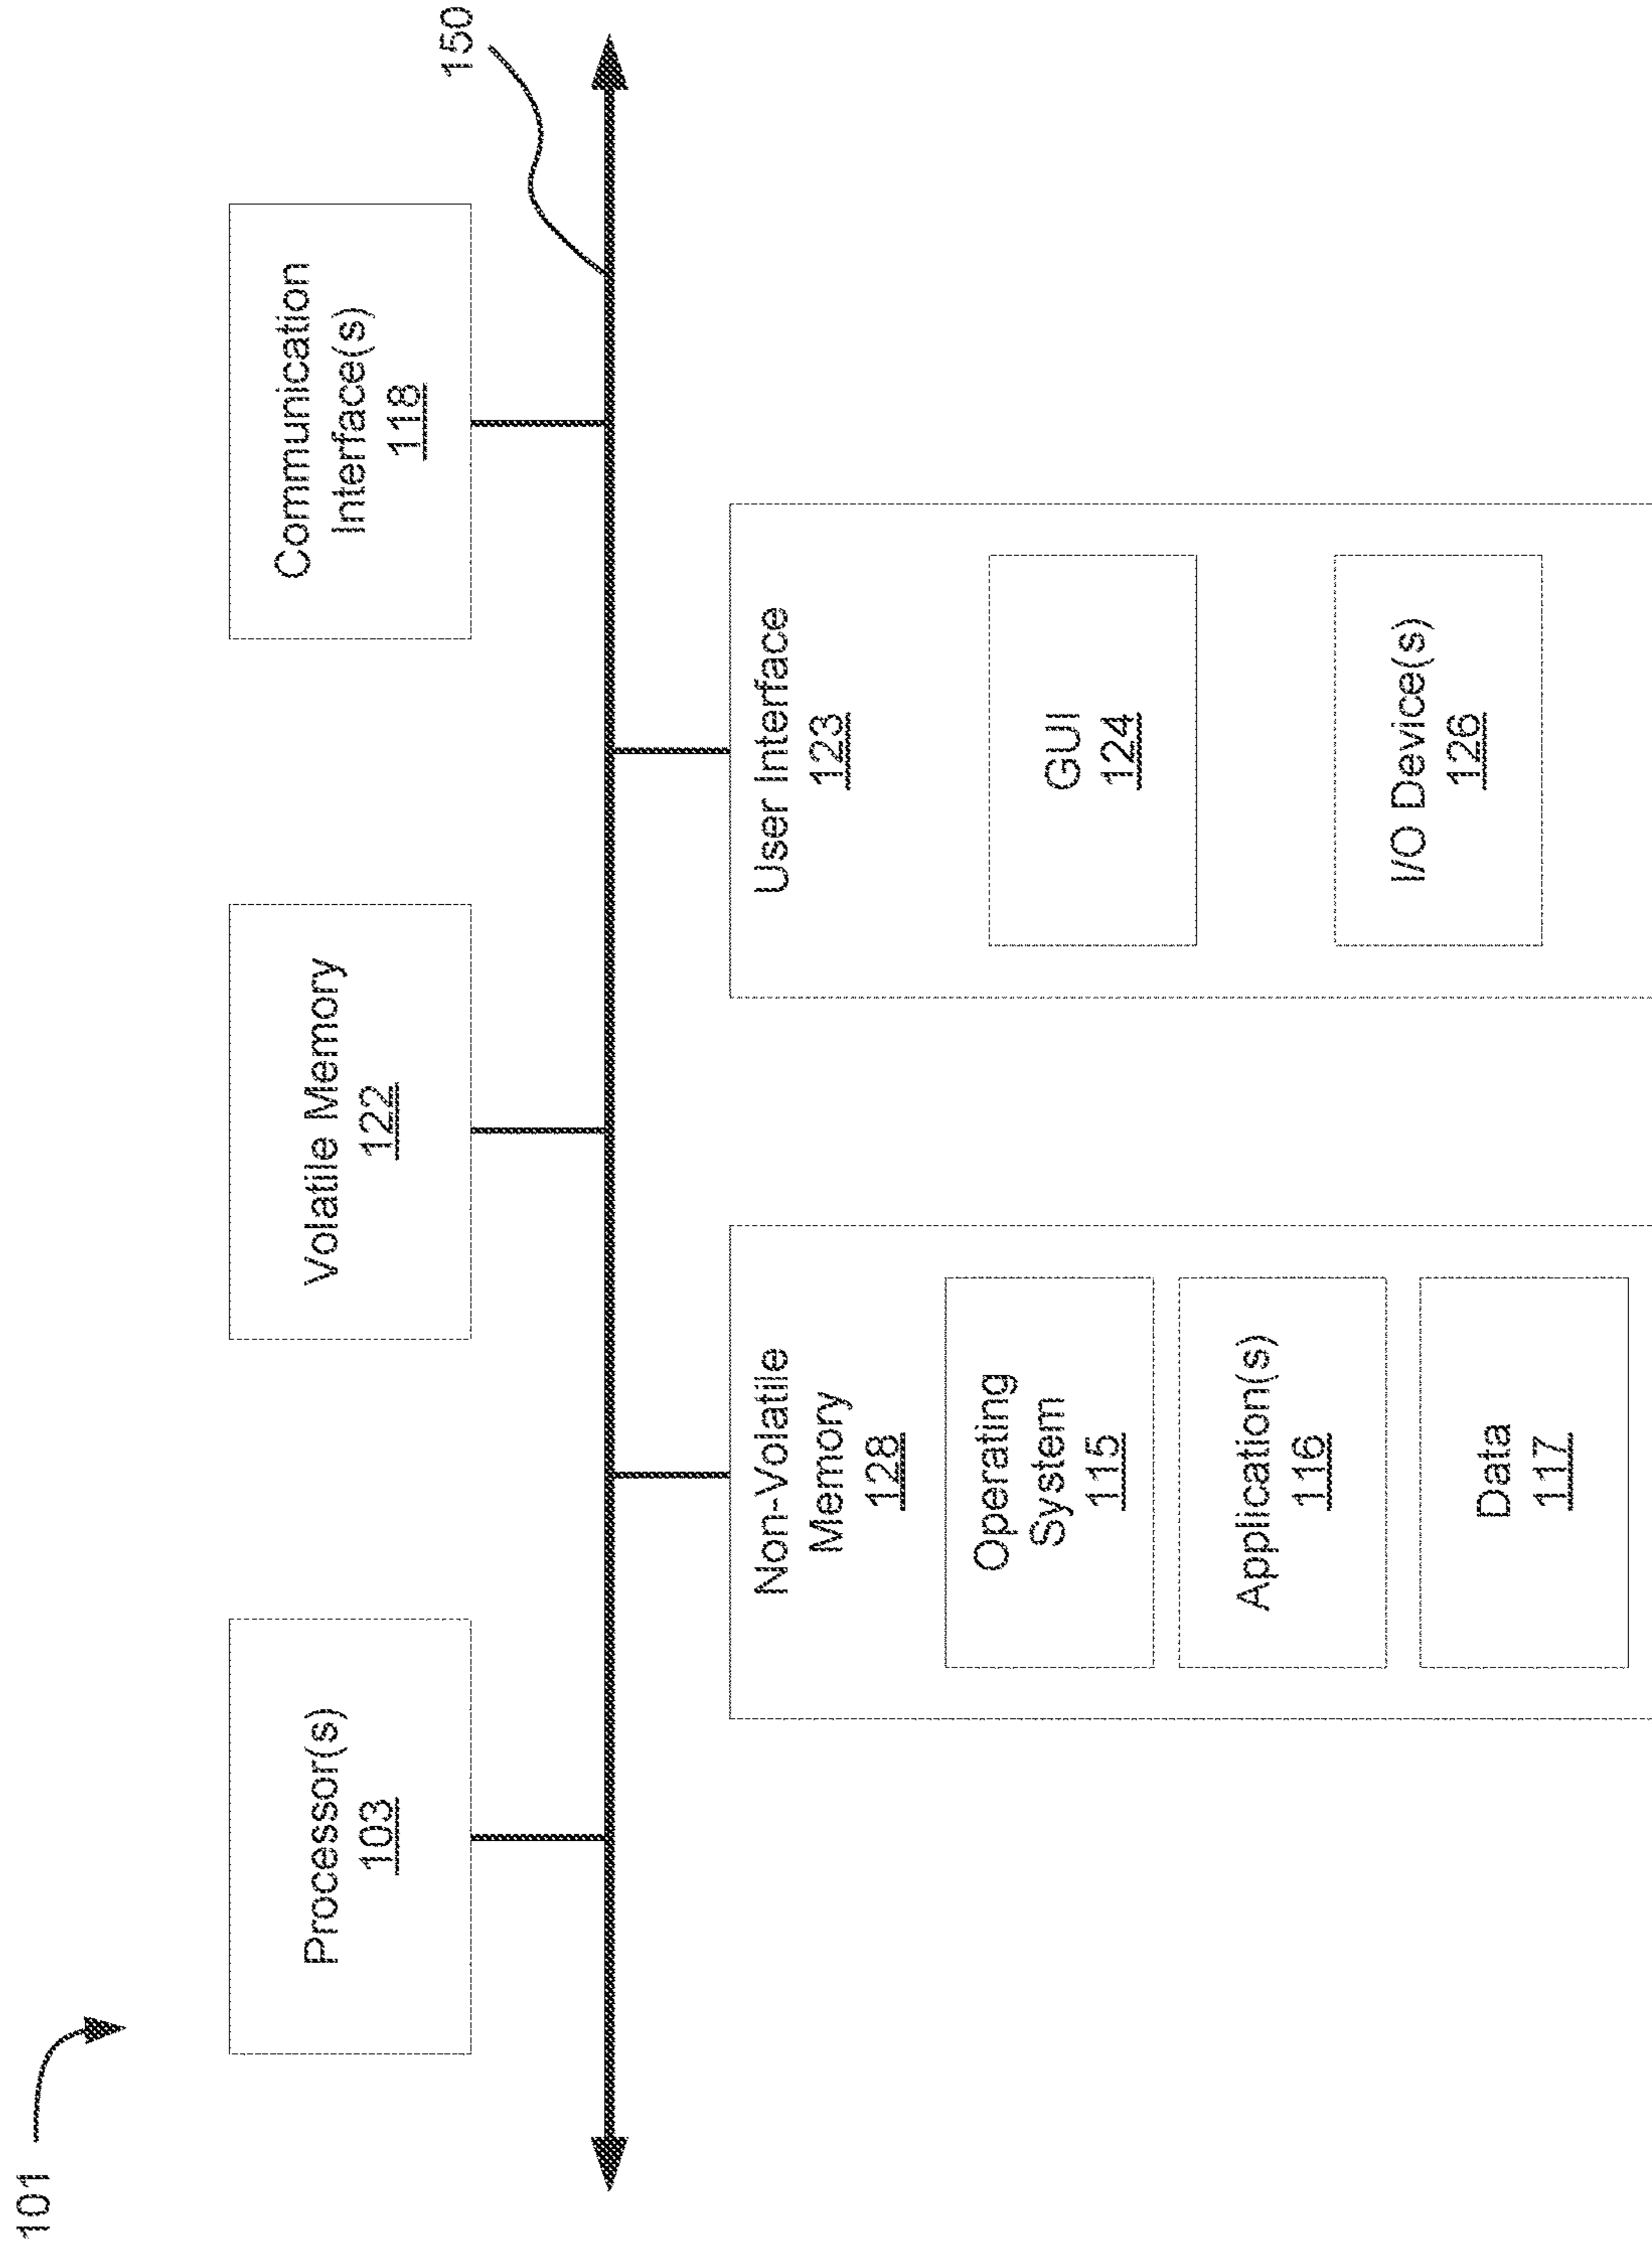 101
Processor(s)
103
Volatile Memory
122
Communication
Interface(s)
118
150
Non-Volatile
Memory
128
Operating
System
115
Application(s)
116
Data
117
User Interface
123
GUI
124
I/O Device(s)
126